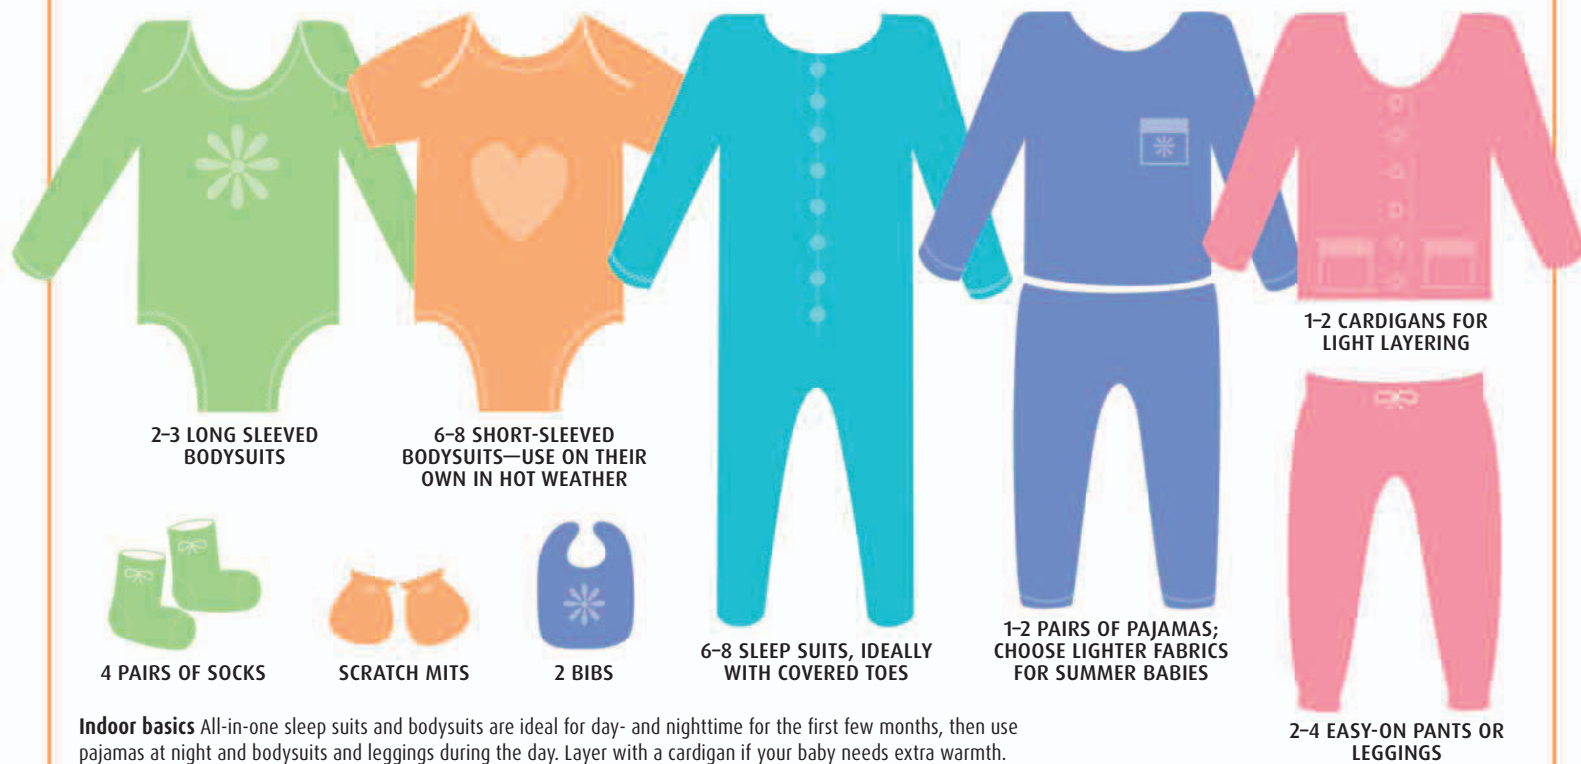 1–2 CARDIGANS FOR
LIGHT LAYERING
2–3 LONG SLEEVED
BODYSUITS
6–8 SHORT-SLEEVED
BODYSUITS—USE ON THEIR
OWN IN HOT WEATHER
4 PAIRS OF SOCKS
SCRATCH MITS
2 BIBS
6–8 SLEEP SUITS, IDEALLY
WITH COVERED TOES
1–2 PAIRS OF PAJAMAS;
CHOOSE LIGHTER FABRICS
FOR SUMMER BABIES
2–4 EASY-ON PANTS OR
LEGGINGS
Indoor basics All-in-one sleep suits and bodysuits are ideal for day- and nighttime for the first few months, then use
pajamas at night and bodysuits and leggings during the day. Layer with a cardigan if your baby needs extra warmth.